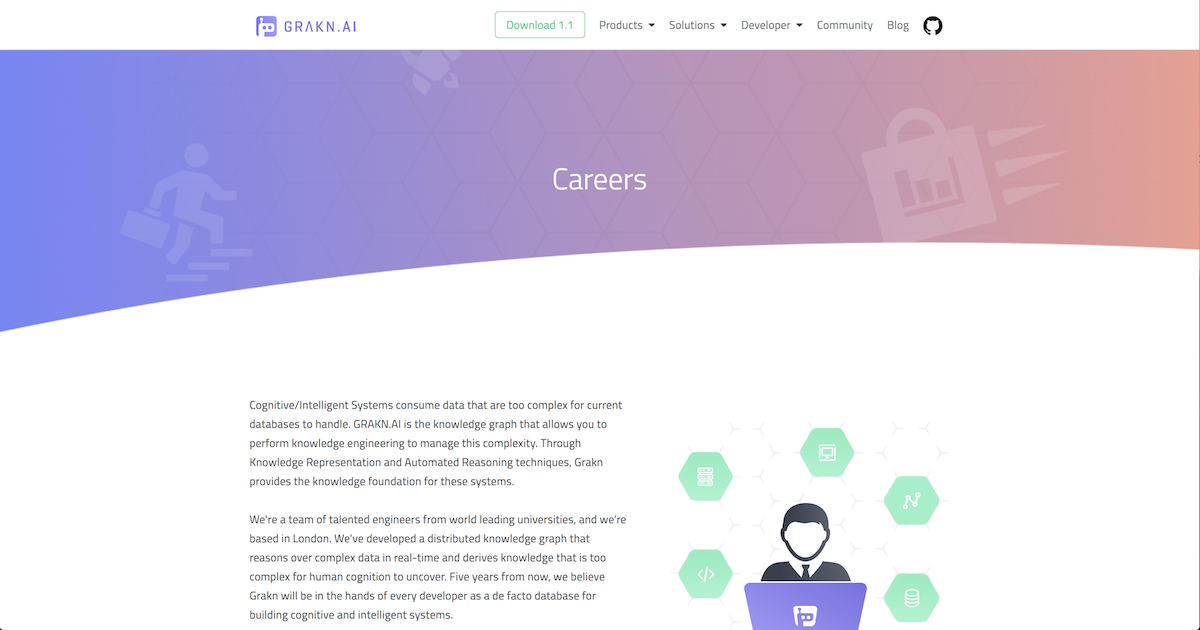 GRAKN.AI
Download 1.1
Products
Solutions
Developer
Community
Blog
Careers
Cognitive/Intelligent Systems consume data that are too complex for current
databases to handle. GRAKN.AI is the knowledge graph that allows you to
perform knowledge engineering to manage this complexity. Through
Knowledge Representation and Automated Reasoning techniques, Grakn
provides the knowledge foundation for these systems.
We're a team of talented engineers from world leading universities, and we're
based in London. We've developed a distributed knowledge graph that
reasons over complex data in real-time and derives knowledge that is too
complex for human cognition to uncover. Five years from now, we believe
Grakn will be in the hands of every developer as a de facto database for
building cognitive and intelligent systems.